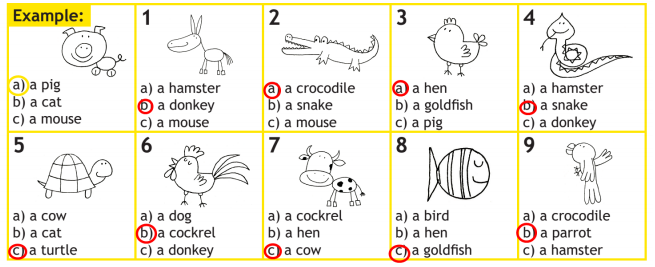 Example:
a) a pig
b) a cat
c) a mouse
1
a) a hamster
b) a donkey
c) a mouse
2
a) a crocodile
b) a snake
c) a mouse
3
a) a hen
b) a goldfish
c) a pig
4
a) a hamster
b) a snake
c) a donkey
5
a) a cow
b) a cat
c) a turtle
6
a) a dog
b) a cockrel
c) a donkey
7
a) a cockrel
b) a hen
c) a cow
8
a) a bird
b) a hen
c) a goldfish
9
a) a crocodile
b) a parrot
c) a hamster